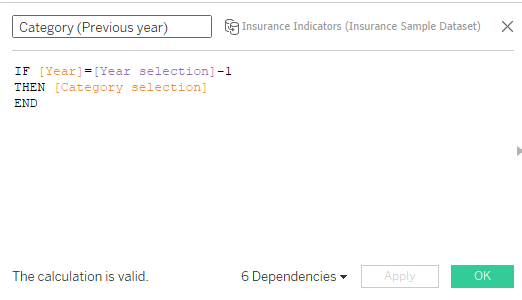 Category (Previous year) Insurance Indicators (Insurance Sample Dataset)
IF [Year]=[Year selection]-1
THEN [Category selection]
END
The calculation is valid. 6 Dependencies Apply OK